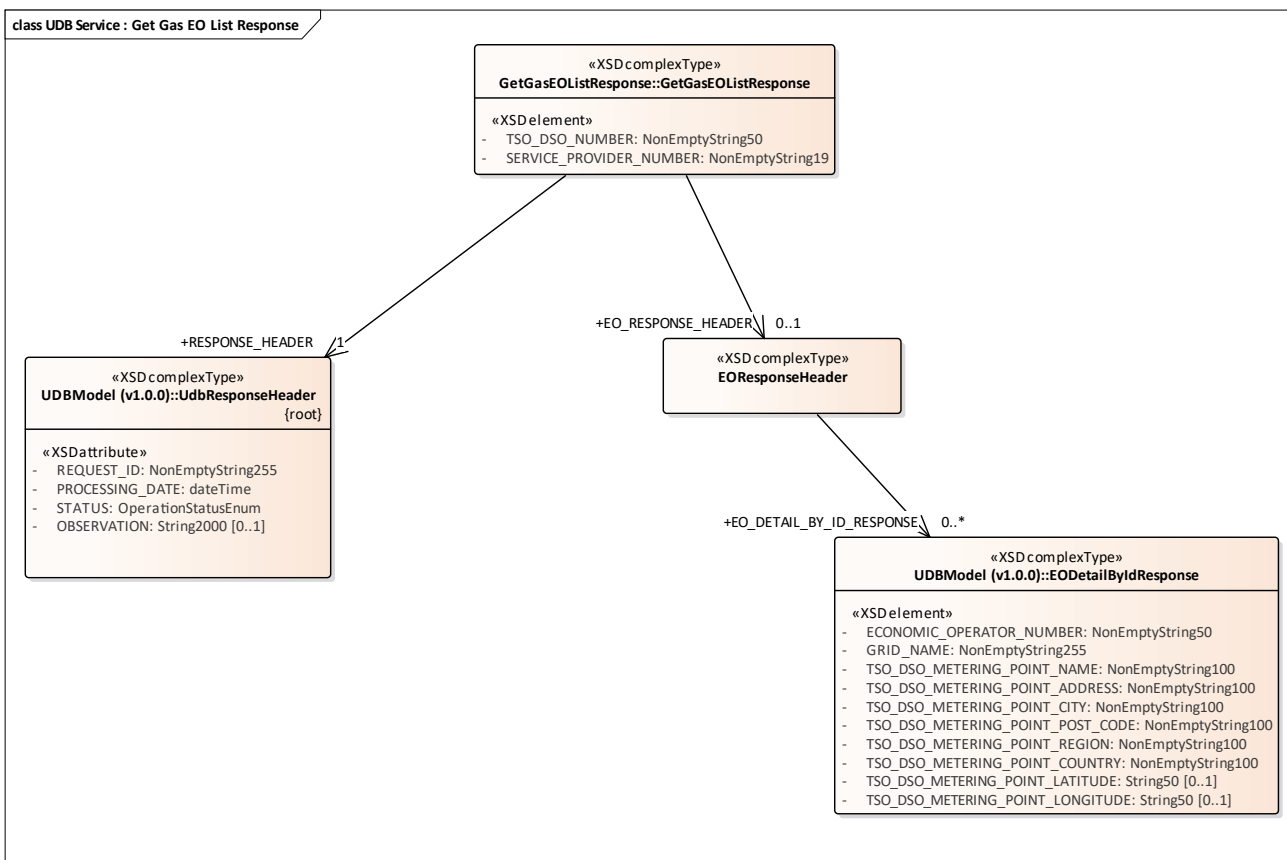 class UDB Service : Get Gas EO List Response
«XSDcomplexType»
GetGasEOListResponse::GetGasEOListResponse
«XSDelement»
- TSO_DSO_NUMBER: NonEmptyString50
- SERVICE_PROVIDER_NUMBER: NonEmptyString19
+EO_RESPONSE_HEADER 0..1
+RESPONSE_HEADER 1
«XSDcomplexType»
EOResponseHeader
«XSDcomplexType»
UDBModel (v1.0.0)::UdbResponseHeader
{root}
«XSDattribute»
- REQUEST_ID: NonEmptyString255
- PROCESSING_DATE: dateTime
- STATUS: OperationStatusEnum
- OBSERVATION: String2000 [0..1]
+EO_DETAIL_BY_ID_RESPONSE 0..*
«XSDcomplexType»
UDBModel (v1.0.0)::EODetailByIdResponse
«XSDelement»
- ECONOMIC_OPERATOR_NUMBER: NonEmptyString50
- GRID_NAME: NonEmptyString255
- TSO_DSO_METERING_POINT_NAME: NonEmptyString100
- TSO_DSO_METERING_POINT_ADDRESS: NonEmptyString100
- TSO_DSO_METERING_POINT_CITY: NonEmptyString100
- TSO_DSO_METERING_POINT_POST_CODE: NonEmptyString100
- TSO_DSO_METERING_POINT_REGION: NonEmptyString100
- TSO_DSO_METERING_POINT_COUNTRY: NonEmptyString100
- TSO_DSO_METERING_POINT_LATITUDE: String50 [0..1]
- TSO_DSO_METERING_POINT_LONGITUDE: String50 [0..1]